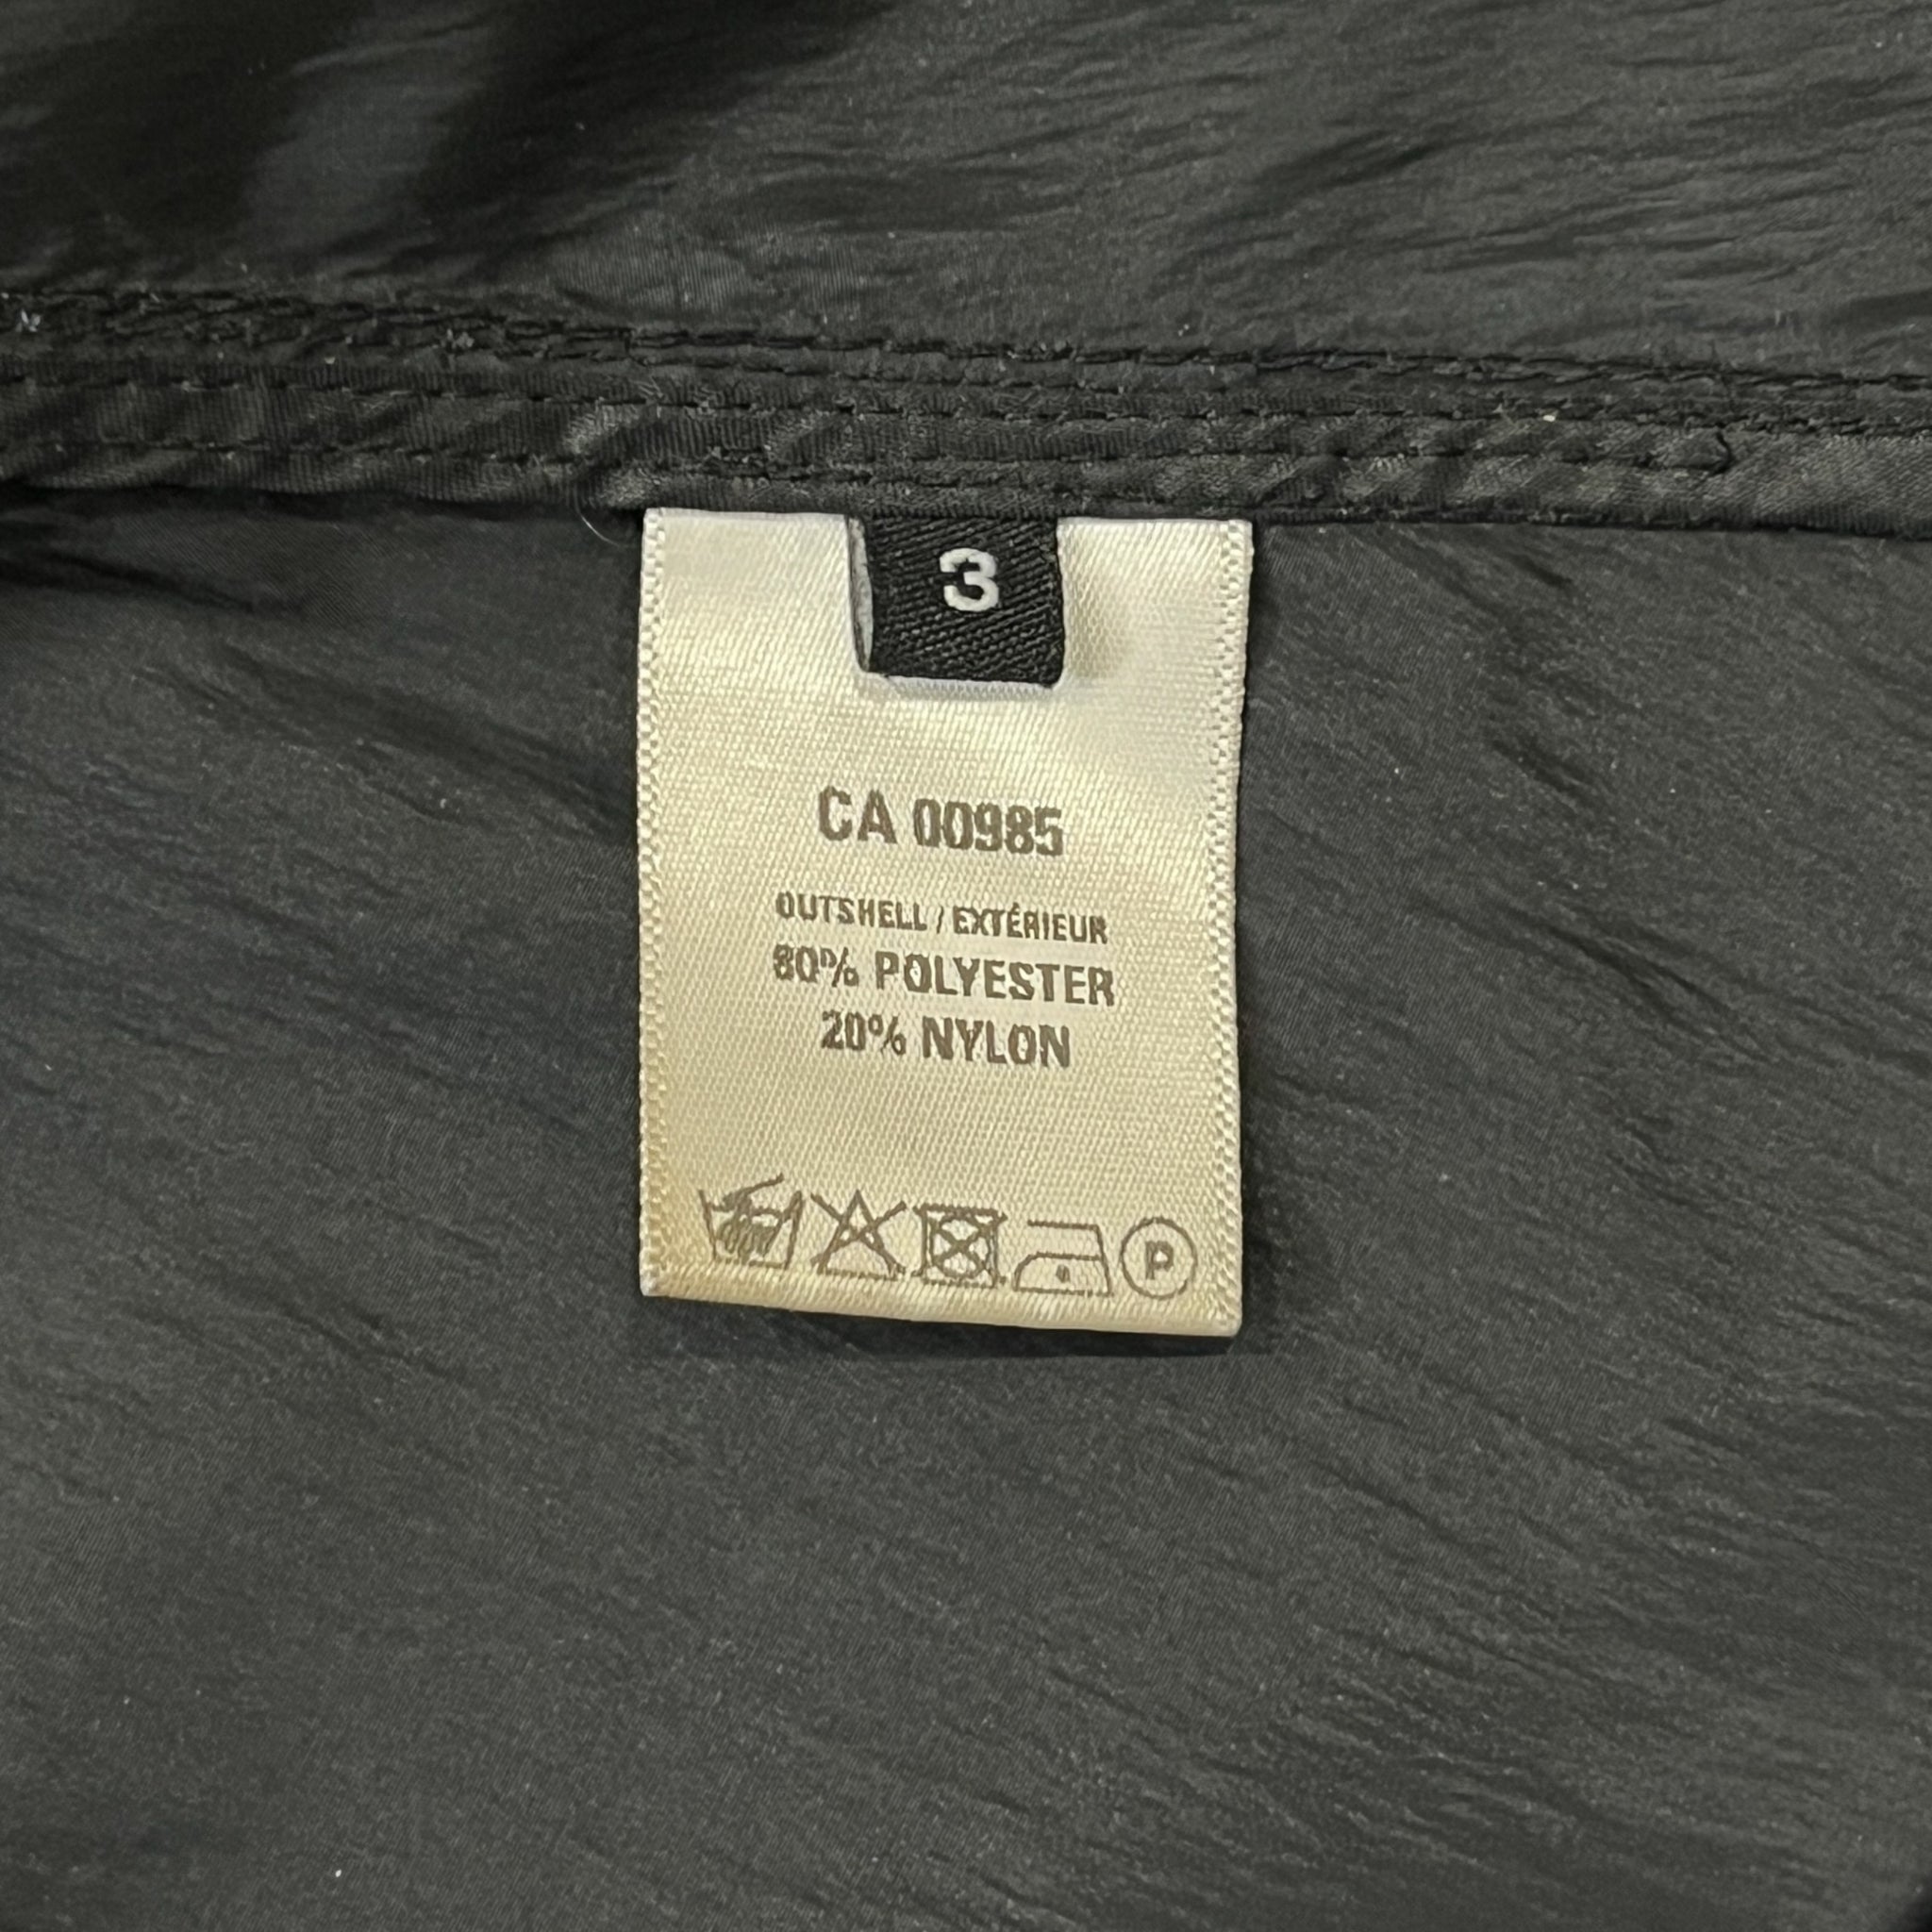 3
CA 00985
OUTSHELL / EXTÉRIEUR
80% POLYESTER
20% NYLON
P